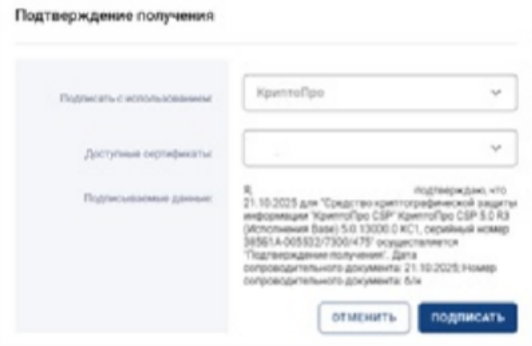 Подтверждение получения
Подписать с использованием:
КриптоПро
Доступные сертификаты:
Подписываемые данные:
Я, подтверждаю, что
21.10.2025 для "Средство криптографической защиты
информации "КриптоПро CSP" КриптоПро CSP 5.0 R3
(Исполнение Base) 5.0.13000.0 КС1, серийный номер
36561A-005532/7300/475" осуществляется
"Подтверждение получения". Дата
сопроводительного документа: 21.10.2025; Номер
сопроводительного документа: б/н
ОТМЕНИТЬ
ПОДПИСАТЬ